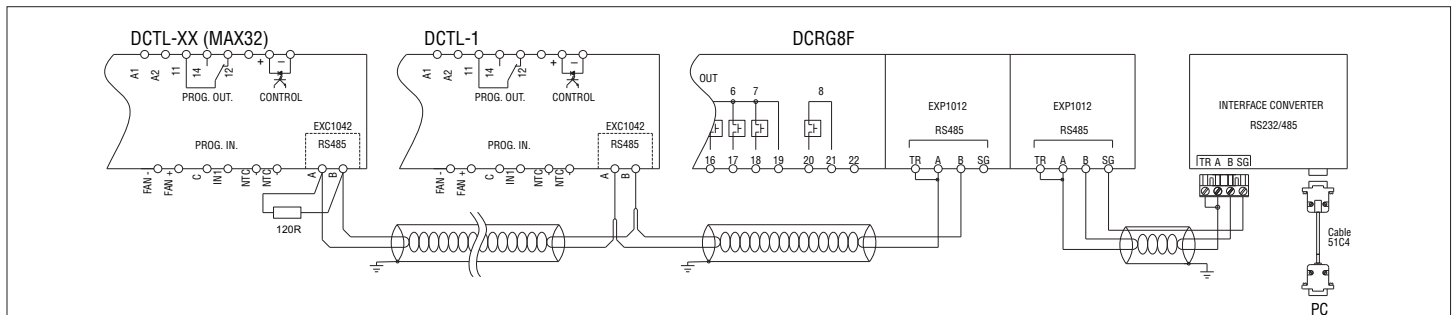 DCTL-XX (MAX32)
A1 A2 11 14 12 + –
PROG. OUT. CONTROL
EXC1042
RS485
PROG. IN.
FAN - FAN + C IN1 NTC NTC A B
120R
DCTL-1
A1 A2 11 14 12 + –
PROG. OUT. CONTROL
EXC1042
RS485
PROG. IN.
FAN - FAN + C IN1 NTC NTC A B
DCRG8F
OUT
6 7 8
16 17 18 19 20 21 22
EXP1012
RS485
TR A B SG
EXP1012
RS485
TR A B SG
INTERFACE CONVERTER
RS232/485
TR A B SG
Cable
51C4
PC